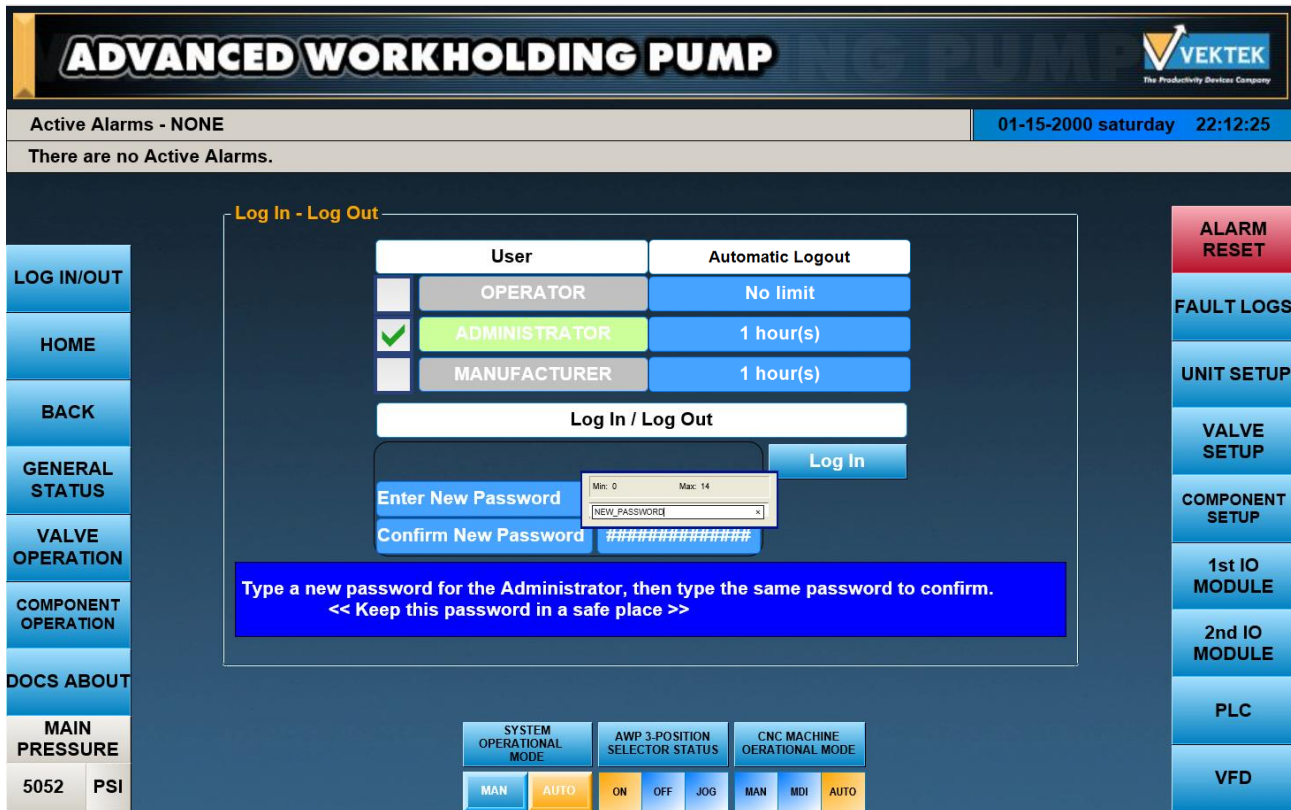 ADVANCED WORKHOLDING PUMP
VEKTEK
The Productivity Devices Company
Active Alarms - NONE
01-15-2000 saturday 22:12:25
There are no Active Alarms.
LOG IN/OUT
HOME
BACK
GENERAL
STATUS
VALVE
OPERATION
COMPONENT
OPERATION
DOCS ABOUT
MAIN
PRESSURE
5052 PSI
Log In - Log Out
User Automatic Logout
OPERATOR No limit
ADMINISTRATOR 1 hour(s)
MANUFACTURER 1 hour(s)
Log In / Log Out
Log In
Min: 0 Max: 14
Enter New Password
NEW_PASSWORD ×
Confirm New Password ##############
Type a new password for the Administrator, then type the same password to confirm.
<< Keep this password in a safe place >>
SYSTEM
OPERATIONAL
MODE
MAN AUTO
AWP 3-POSITION
SELECTOR STATUS
ON OFF JOG
CNC MACHINE
OERATIONAL MODE
MAN MDI AUTO
ALARM
RESET
FAULT LOGS
UNIT SETUP
VALVE
SETUP
COMPONENT
SETUP
1st IO
MODULE
2nd IO
MODULE
PLC
VFD